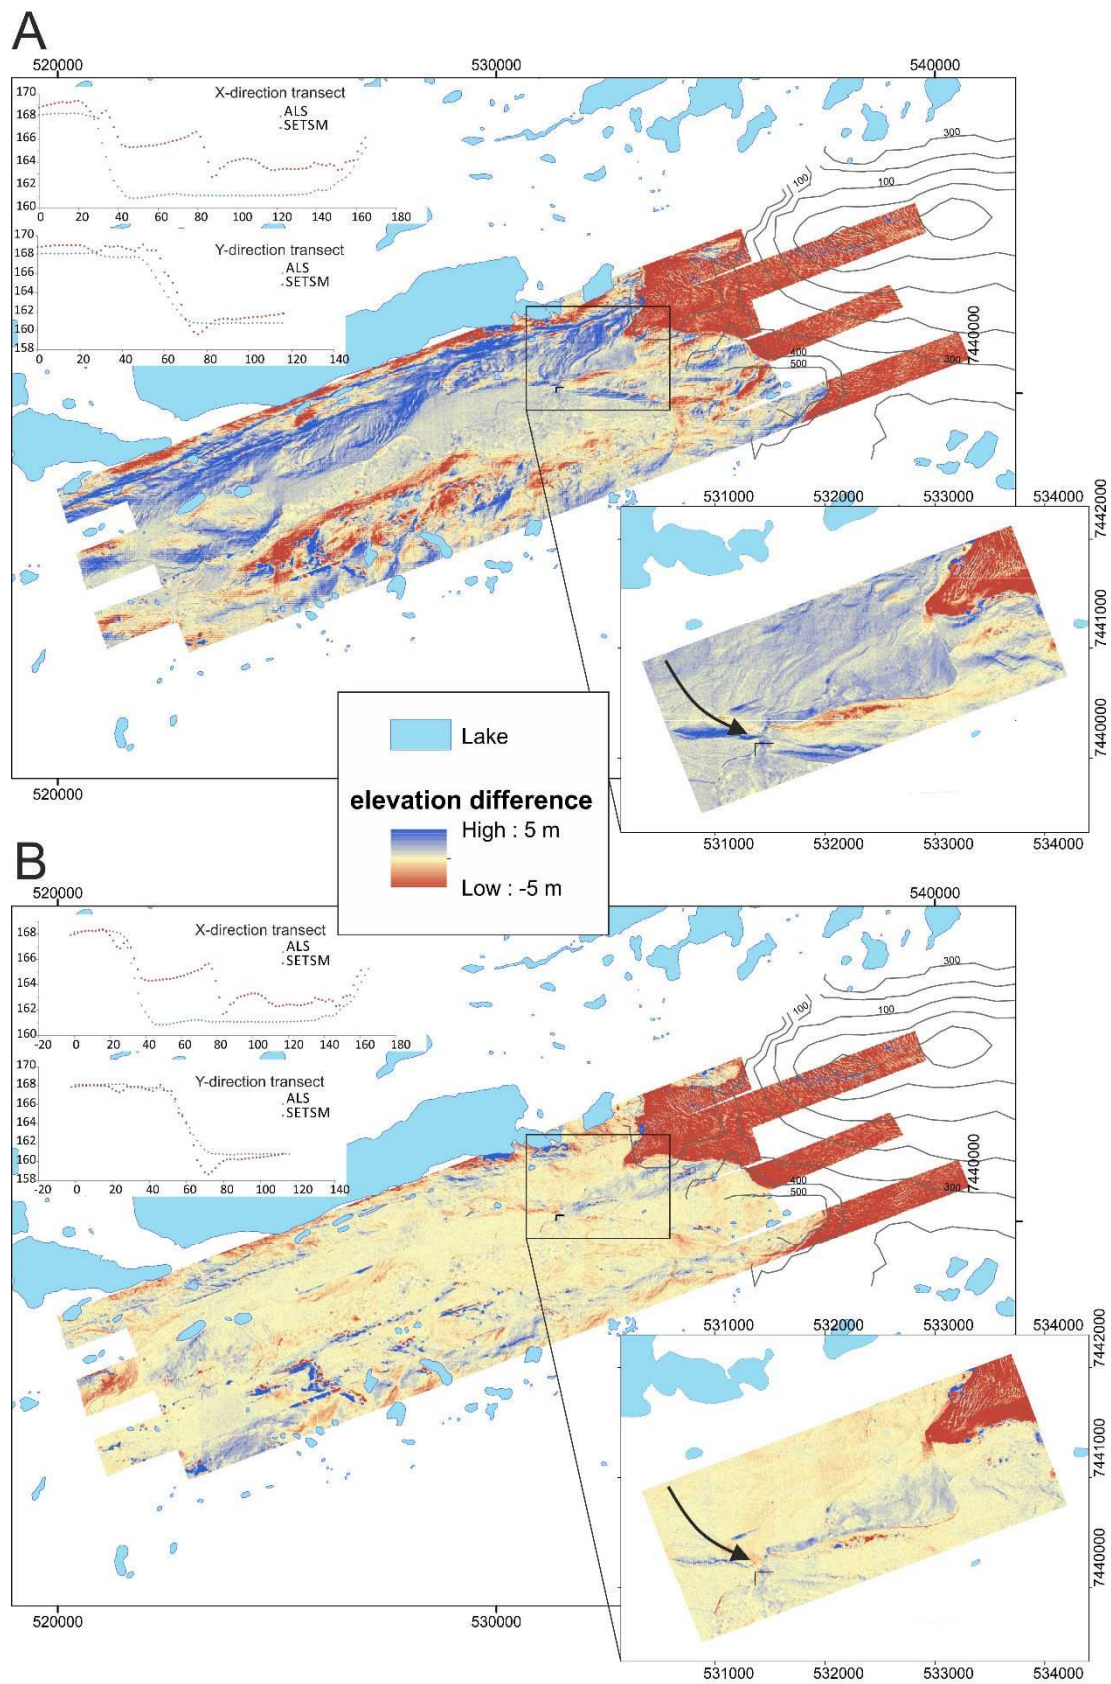 A
520000
530000
540000
170
168
166
164
162
160
X-direction transect
ALS
SETSM
0 20 40 60 80 100 120 140 160 180
170
168
166
164
162
160
158
Y-direction transect
ALS
SETSM
0 20 40 60 80 100 120 140
300
100
100
400
500
300
7440000
531000 532000 533000 534000
7442000
7441000
7440000
531000 532000 533000 534000
520000
Lake
elevation difference
High : 5 m
Low : -5 m
B
520000
540000
168
166
164
162
160
X-direction transect
ALS
SETSM
-20 0 20 40 60 80 100 120 140 160 180
170
168
166
164
162
160
158
Y-direction transect
ALS
SETSM
-20 0 20 40 60 80 100 120 140
300
100
100
400
500
300
7440000
531000 532000 533000 534000
7442000
7441000
7440000
520000
530000
531000 532000 533000 534000